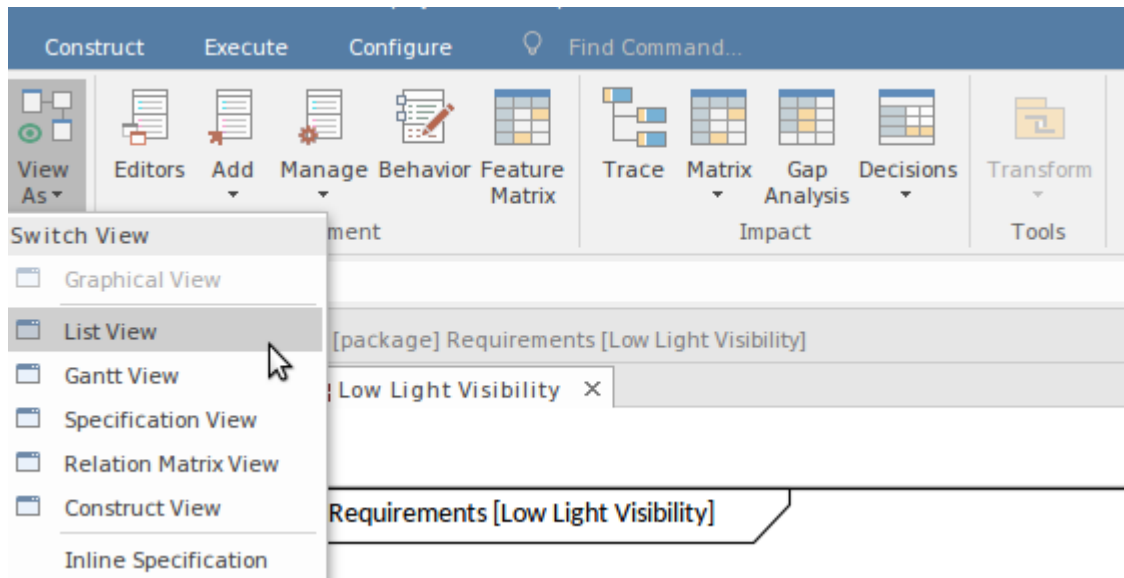 Construct Execute Configure Find Command...
View As Editors Add Manage Behavior Feature Matrix Trace Matrix Gap Analysis Decisions Transform
ment Impact Tools
Switch View
Graphical View
List View
[package] Requirements [Low Light Visibility]
Gantt View
Low Light Visibility
Specification View
Relation Matrix View
Construct View
Requirements [Low Light Visibility]
Inline Specification